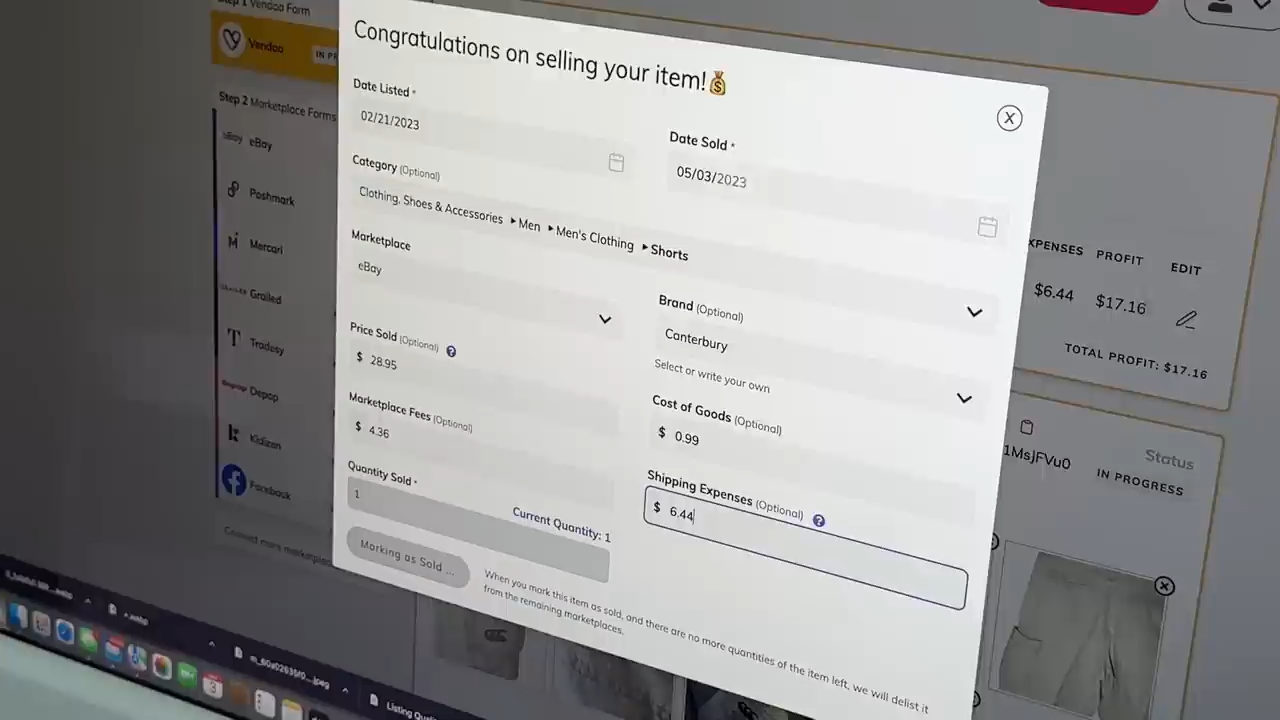 Step 1 Vendoo Form
Vendoo
Step 2 Marketplace Forms
eBay eBay
Poshmark
Mercari
Grailed
T Tradesy
Depop
Kidizen
Facebook
Congratulations on selling your item!
Date Listed *
02/21/2023
Date Sold *
05/03/2023
X
Category (Optional)
Clothing, Shoes & Accessories ▸ Men ▸ Men's Clothing ▸ Shorts
Marketplace
eBay
Brand (Optional)
Canterbury
Select or write your own
Price Sold (Optional) ?
$ 28.95
Cost of Goods (Optional)
$ 0.99
Marketplace Fees (Optional)
$ 4.36
Shipping Expenses (Optional) ?
$ 6.44
Quantity Sold *
1
Current Quantity: 1
Marking as Sold ...
When you mark this item as sold, and there are no more quantities of the item left, we will delist it
from the remaining marketplaces.
PROFIT EDIT
$6.44 $17.16
TOTAL PROFIT: $17.16
1MsjFVu0
Status
IN PROGRESS